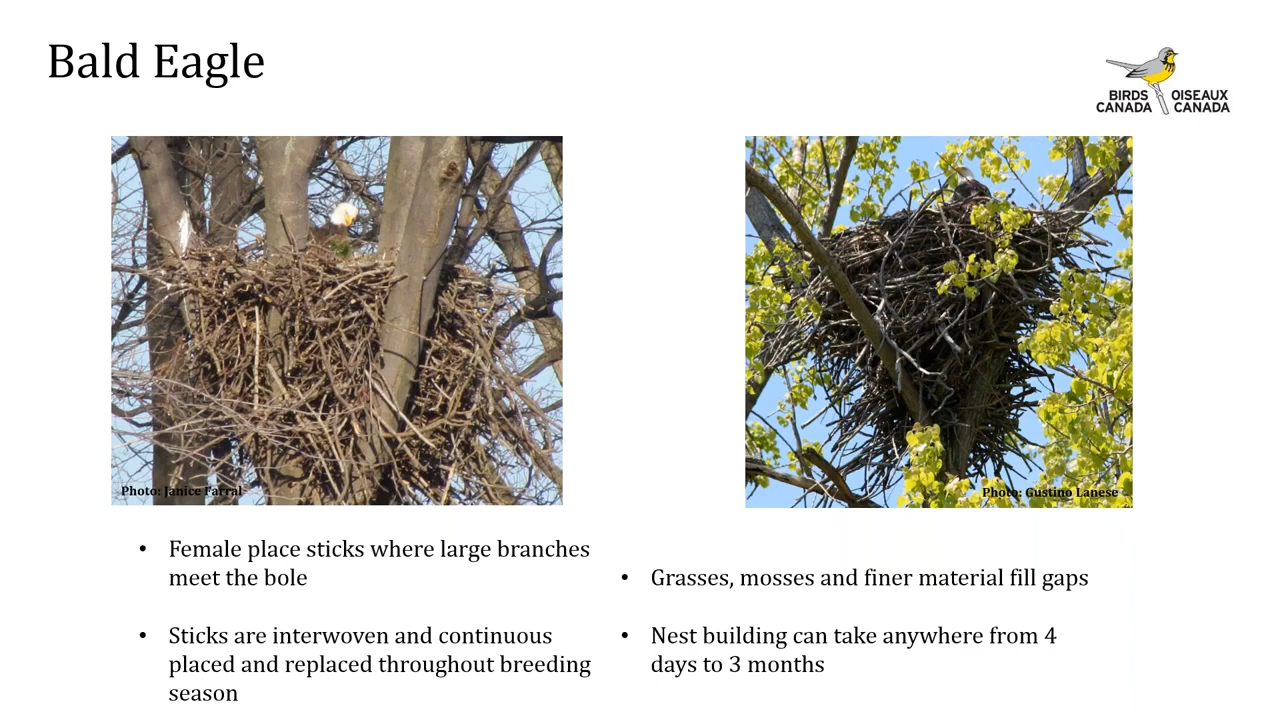 Bald Eagle
BIRDS CANADA
OISEAUX CANADA
Photo: Janice Farral
Photo: Gustino Lanese
• Female place sticks where large branches
meet the bole
• Sticks are interwoven and continuous
placed and replaced throughout breeding
season
• Grasses, mosses and finer material fill gaps
• Nest building can take anywhere from 4
days to 3 months